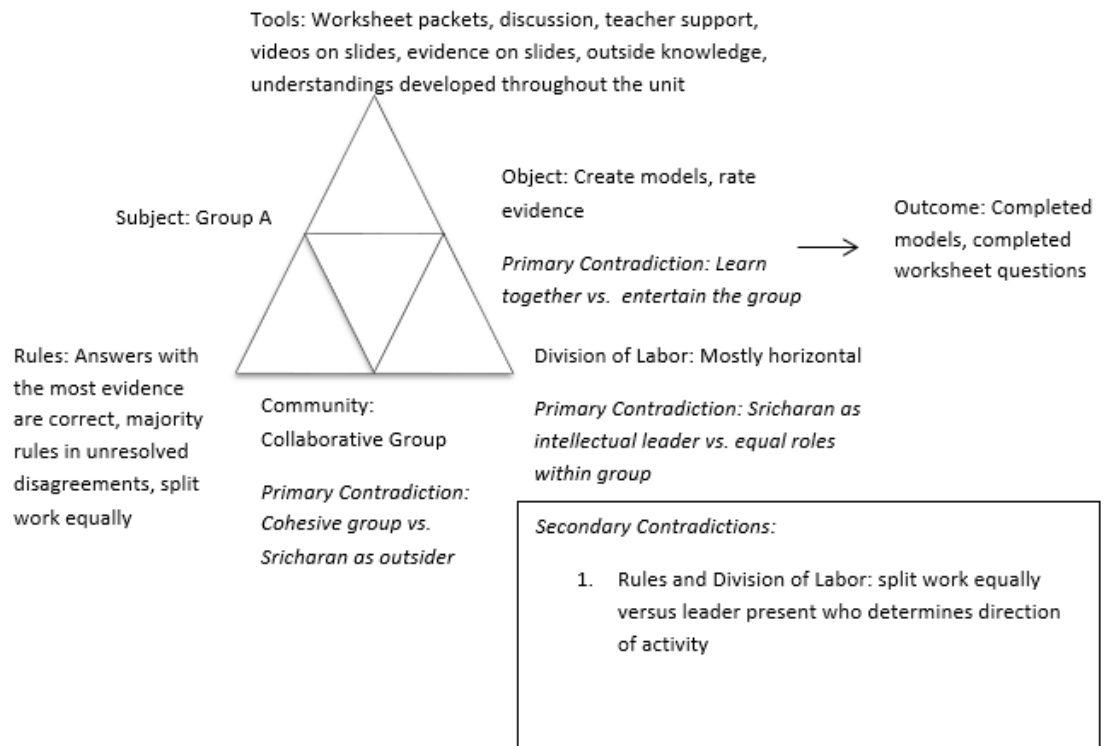 Tools: Worksheet packets, discussion, teacher support,
videos on slides, evidence on slides, outside knowledge,
understandings developed throughout the unit
Subject: Group A
Object: Create models, rate
evidence
Primary Contradiction: Learn
together vs.  entertain the group
Outcome: Completed
models, completed
worksheet questions
Rules: Answers with
the most evidence
are correct, majority
rules in unresolved
disagreements, split
work equally
Community:
Collaborative Group
Primary Contradiction:
Cohesive group vs.
Sricharan as outsider
Division of Labor: Mostly horizontal
Primary Contradiction: Sricharan as
intellectual leader vs. equal roles
within group
Secondary Contradictions:
1. Rules and Division of Labor: split work equally
versus leader present who determines direction
of activity